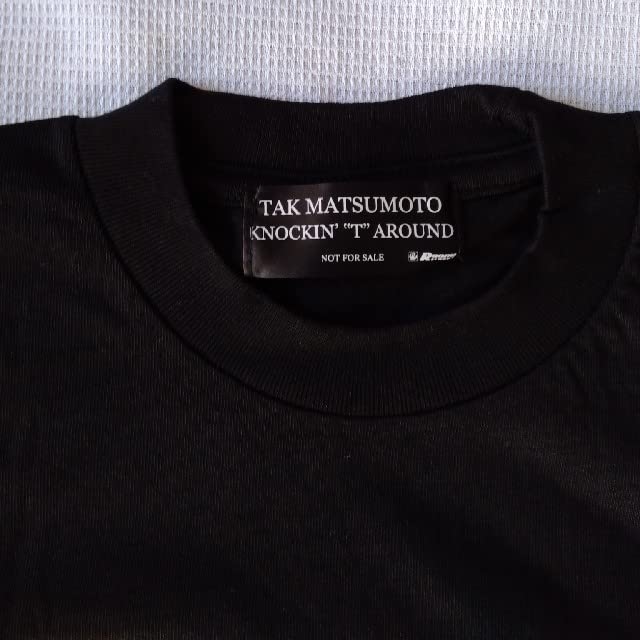 TAK MATSUMOTO
KNOCKIN' “T” AROUND
NOT FOR SALE